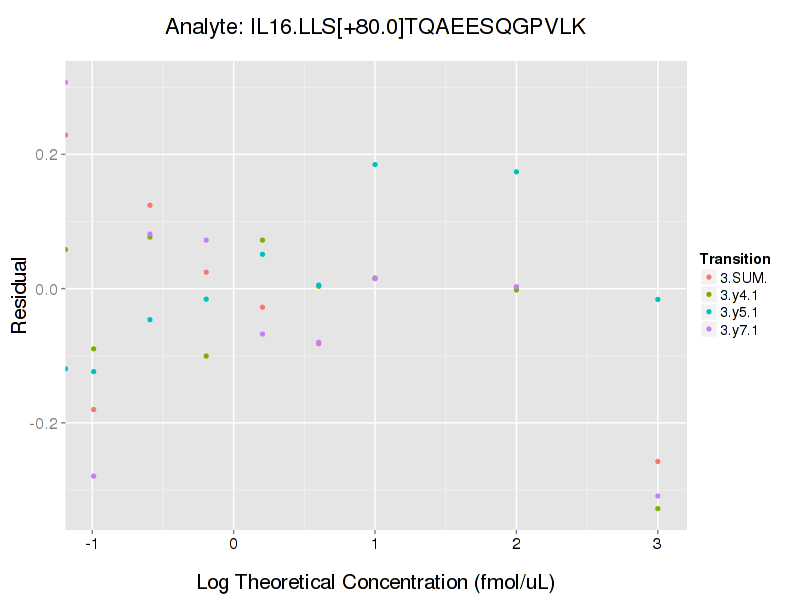 Analyte: IL16.LLS[+80.0]TQAEESQGPVLK
0.2
0.0
-0.2
Residual
-1
0
1
2
3
Log Theoretical Concentration (fmol/uL)
Transition
3.SUM.
3.y4.1
3.y5.1
3.y7.1